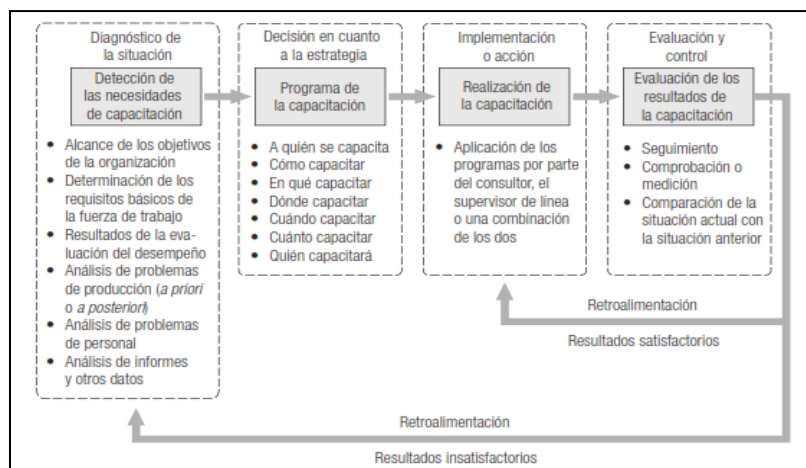 Diagnóstico de
la situación
Detección de
las necesidades
de capacitación
• Alcance de los objetivos
de la organización
• Determinación de los
requisitos básicos de
la fuerza de trabajo
• Resultados de la eva-
luación del desempeño
• Análisis de problemas
de producción (a priori
o a posteriori)
• Análisis de problemas
de personal
• Análisis de informes
y otros datos
Decisión en cuanto
a la estrategia
Programa de
la capacitación
• A quién se capacita
• Cómo capacitar
• En qué capacitar
• Dónde capacitar
• Cuándo capacitar
• Cuánto capacitar
• Quién capacitará
Implementación
o acción
Realización de
la capacitación
• Aplicación de los
programas por parte
del consultor, el
supervisor de línea
o una combinación
de los dos
Evaluación y
control
Evaluación de los
resultados de
la capacitación
• Seguimiento
• Comprobación o
medición
• Comparación de la
situación actual con
la situación anterior
Retroalimentación
Resultados satisfactorios
Retroalimentación
Resultados insatisfactorios